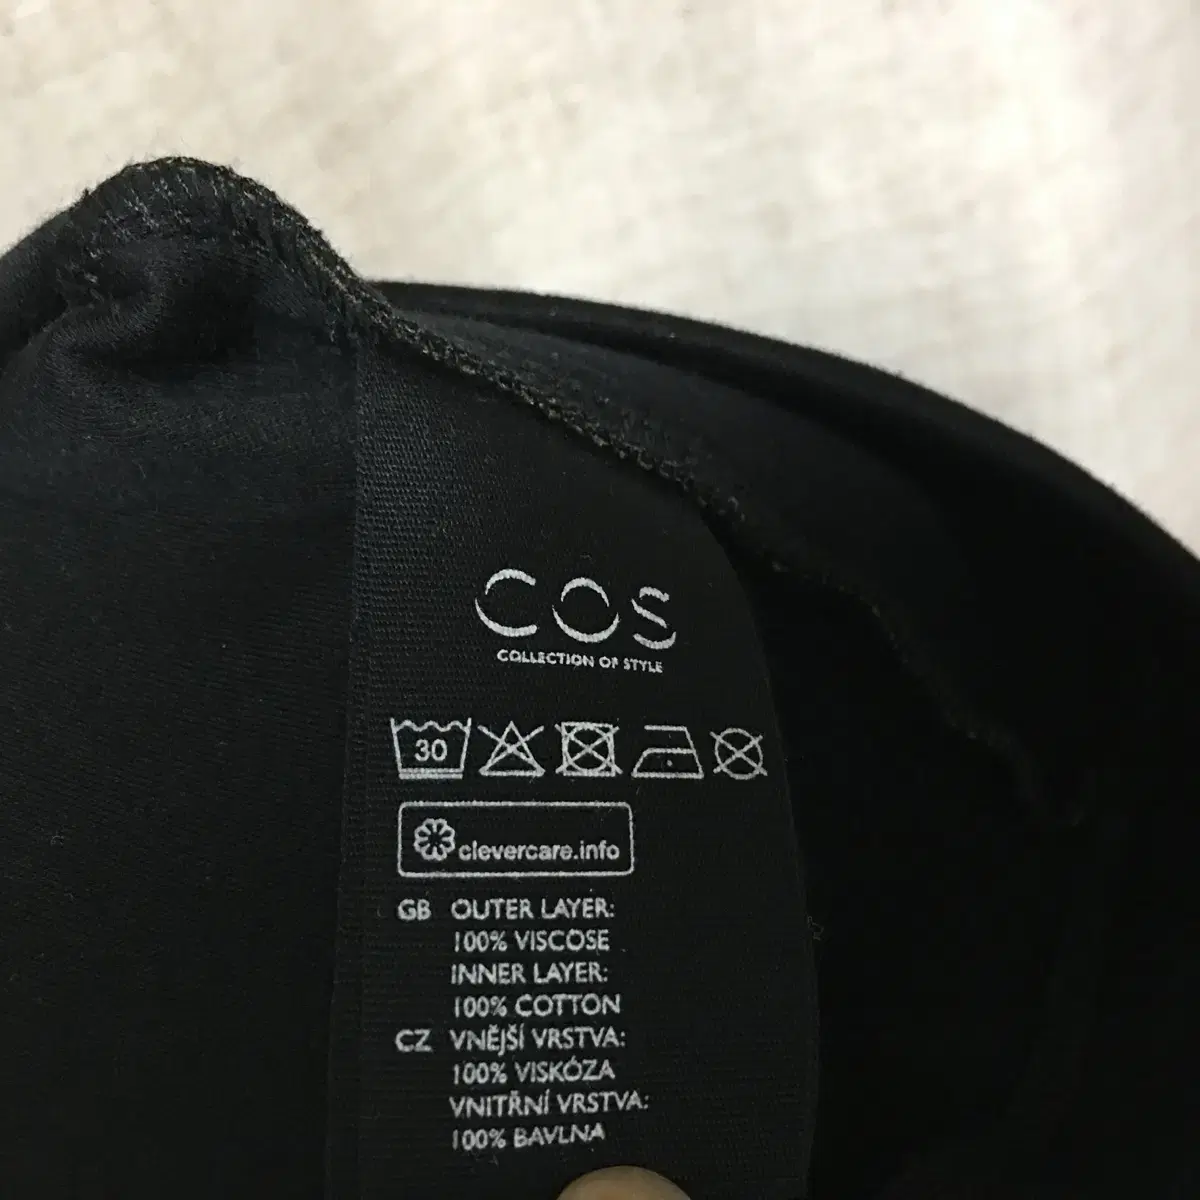 COS
COLLECTION OF STYLE
30
clevercare.info
GB OUTER LAYER:
100% VISCOSE
INNER LAYER:
100% COTTON
CZ VNĚJŠÍ VRSTVA:
100% VISKÓZA
VNITŘNÍ VRSTVA:
100% BAVLNA